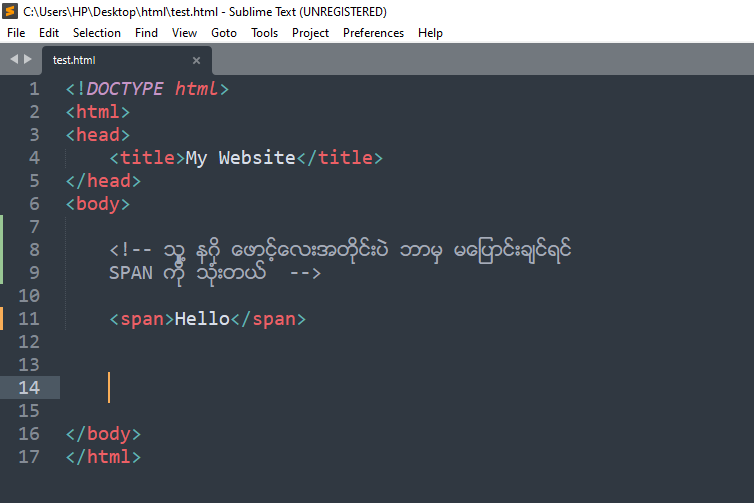 C:\Users\HP\Desktop\html\test.html - Sublime Text (UNREGISTERED)
File Edit Selection Find View Goto Tools Project Preferences Help
test.html ×
1 <!DOCTYPE html>
2 <html>
3 <head>
4 <title>My Website</title>
5 </head>
6 <body>
7
8 <!-- သူ့ နဂို ဖောင့်လေးအတိုင်းပဲ ဘာမှ မပြောင်းချင်ရင်
9 SPAN ကို သုံးတယ် -->
10
11 <span>Hello</span>
12
13
14
15
16 </body>
17 </html>